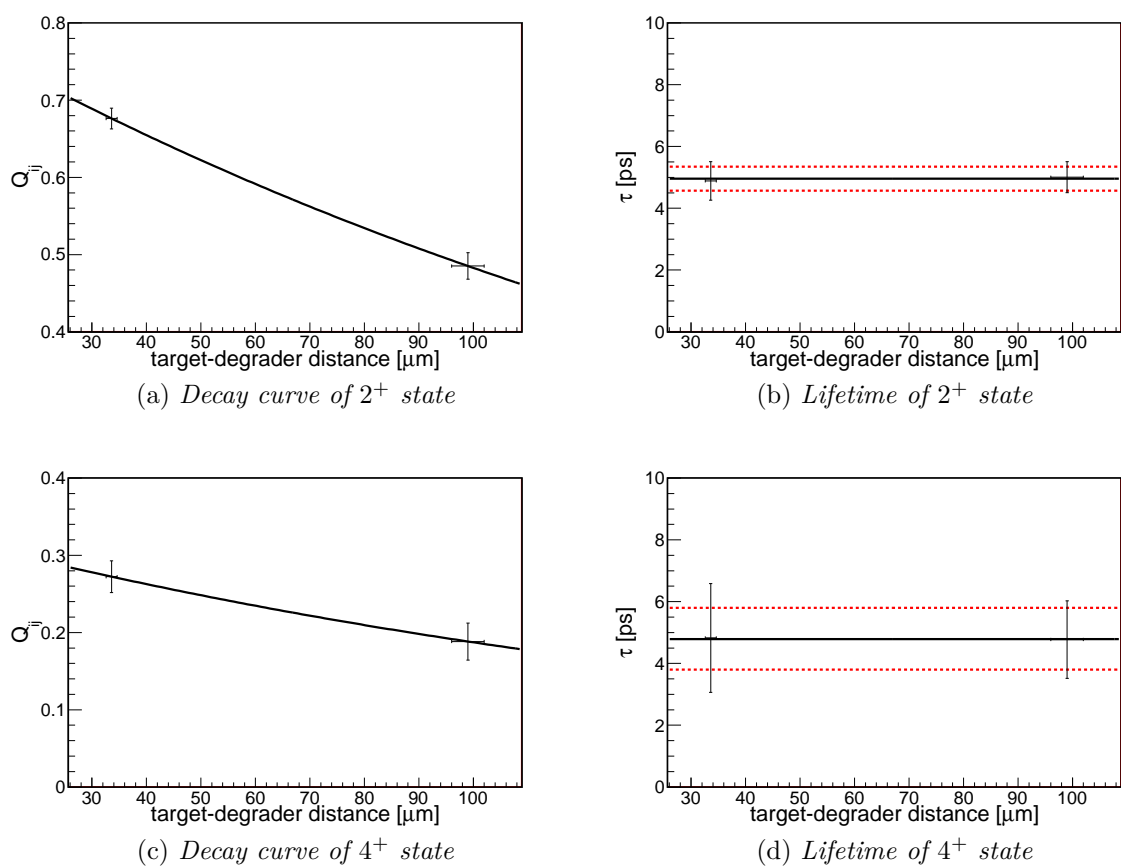 0.8
0.7
0.6
0.5
0.4
Q_ij
30 40 50 60 70 80 90 100
target-degrader distance [μm]
(a) Decay curve of 2⁺ state
10
8
6
4
2
0
τ [ps]
30 40 50 60 70 80 90 100
target-degrader distance [μm]
(b) Lifetime of 2⁺ state
0.4
0.3
0.2
0.1
0
Q_ij
30 40 50 60 70 80 90 100
target-degrader distance [μm]
(c) Decay curve of 4⁺ state
10
8
6
4
2
0
τ [ps]
30 40 50 60 70 80 90 100
target-degrader distance [μm]
(d) Lifetime of 4⁺ state